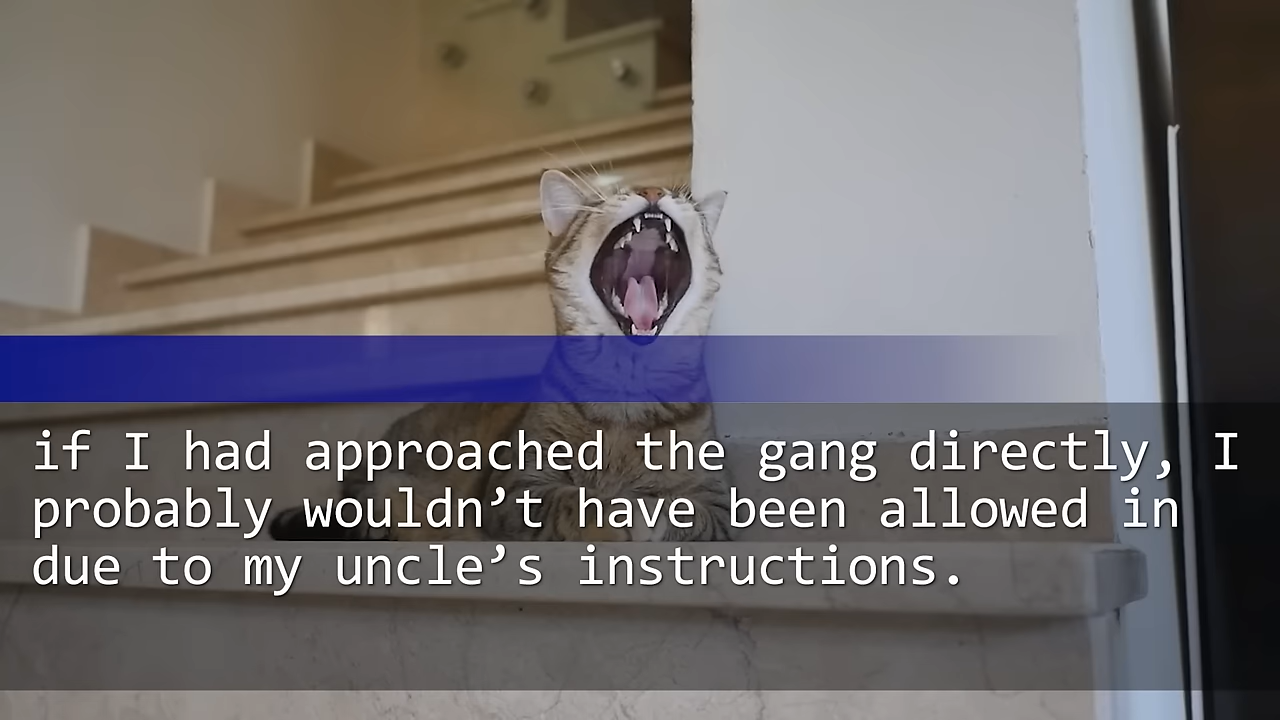 if I had approached the gang directly, I
probably wouldn’t have been allowed in
due to my uncle’s instructions.